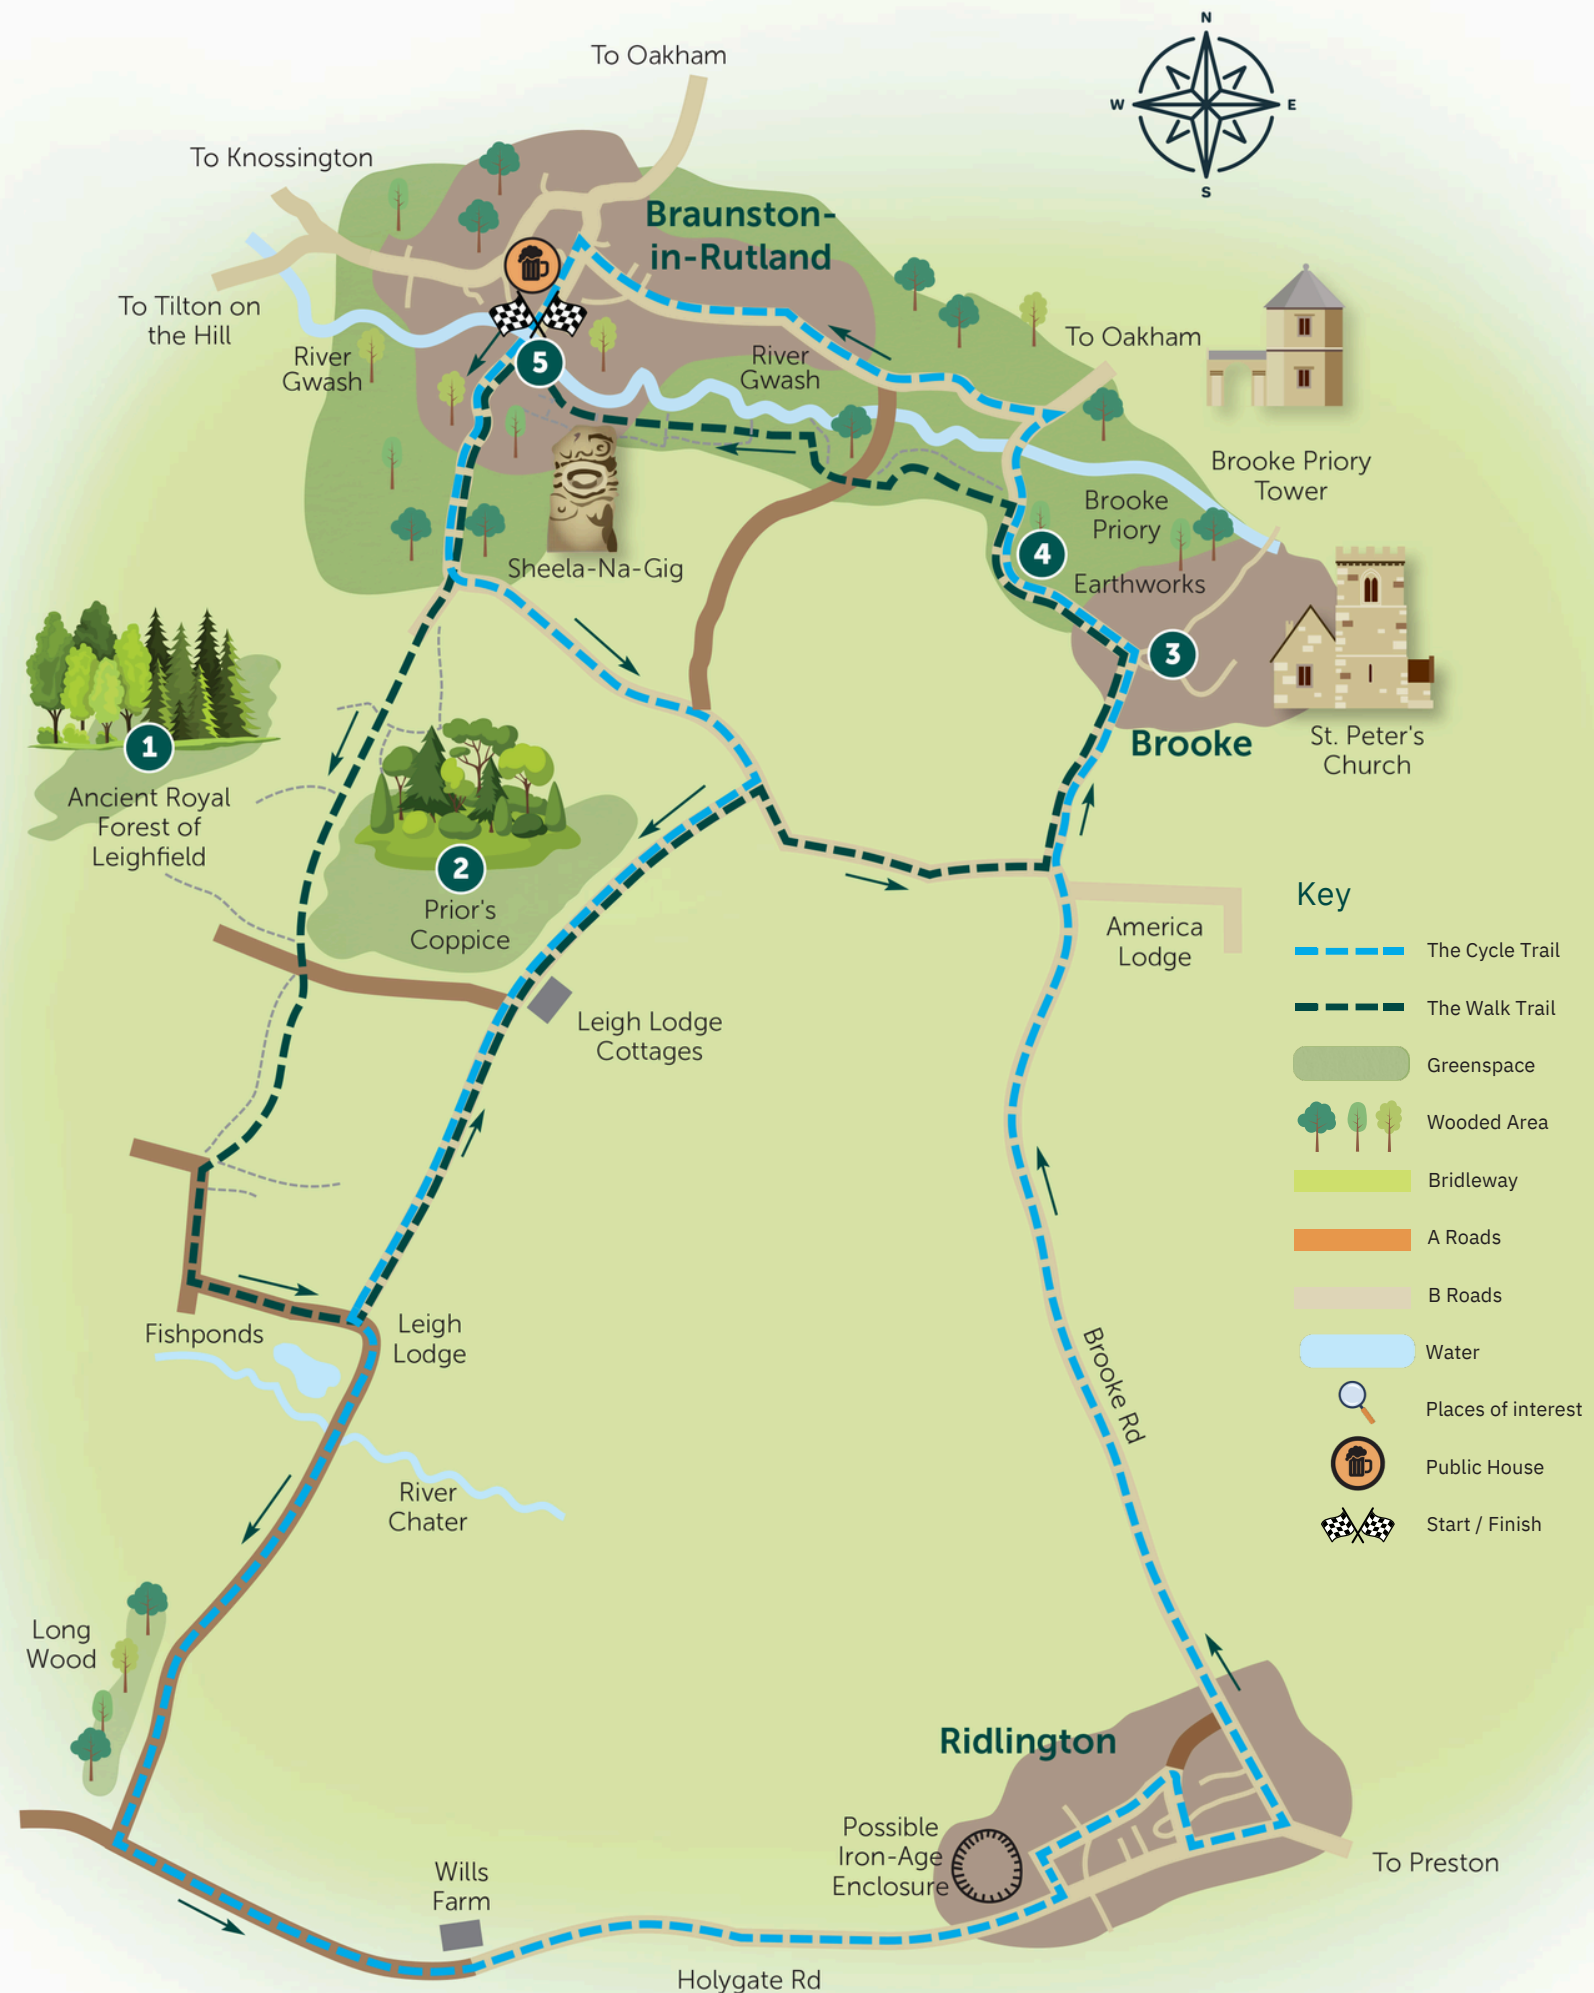 N
W
E
S
To Oakham
To Knossington
Braunston-
in-Rutland
To Tilton on
the Hill
River
Gwash
5
River
Gwash
To Oakham
Brooke Priory
Tower
Brooke
Priory
4
Earthworks
Sheela-Na-Gig
3
Brooke
St. Peter's
Church
1
Ancient Royal
Forest of
Leighfield
2
Prior's
Coppice
America
Lodge
Leigh Lodge
Cottages
Key
The Cycle Trail
The Walk Trail
Greenspace
Wooded Area
Bridleway
A Roads
B Roads
Water
Places of interest
Public House
Start / Finish
Fishponds
Leigh
Lodge
Brooke Rd
River
Chater
Long
Wood
Ridlington
Possible
Iron-Age
Enclosure
To Preston
Wills
Farm
Holygate Rd